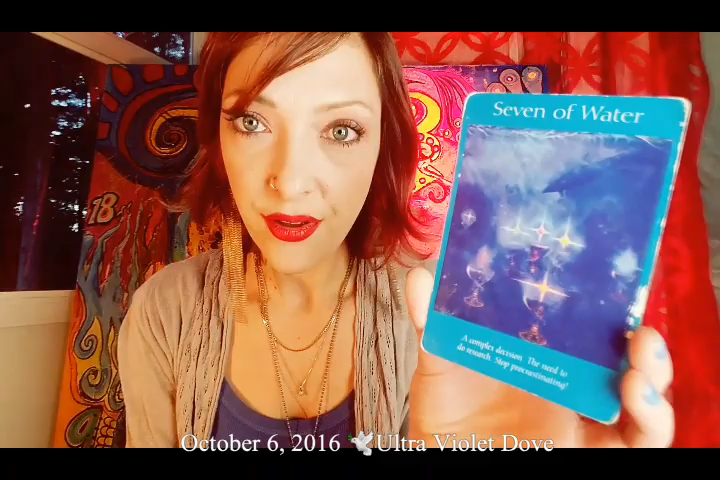 Seven of Water
18
A complex decision. The need to
do research. Stop procrastinating!
October 6, 2016 🕊Ultra Violet Dove